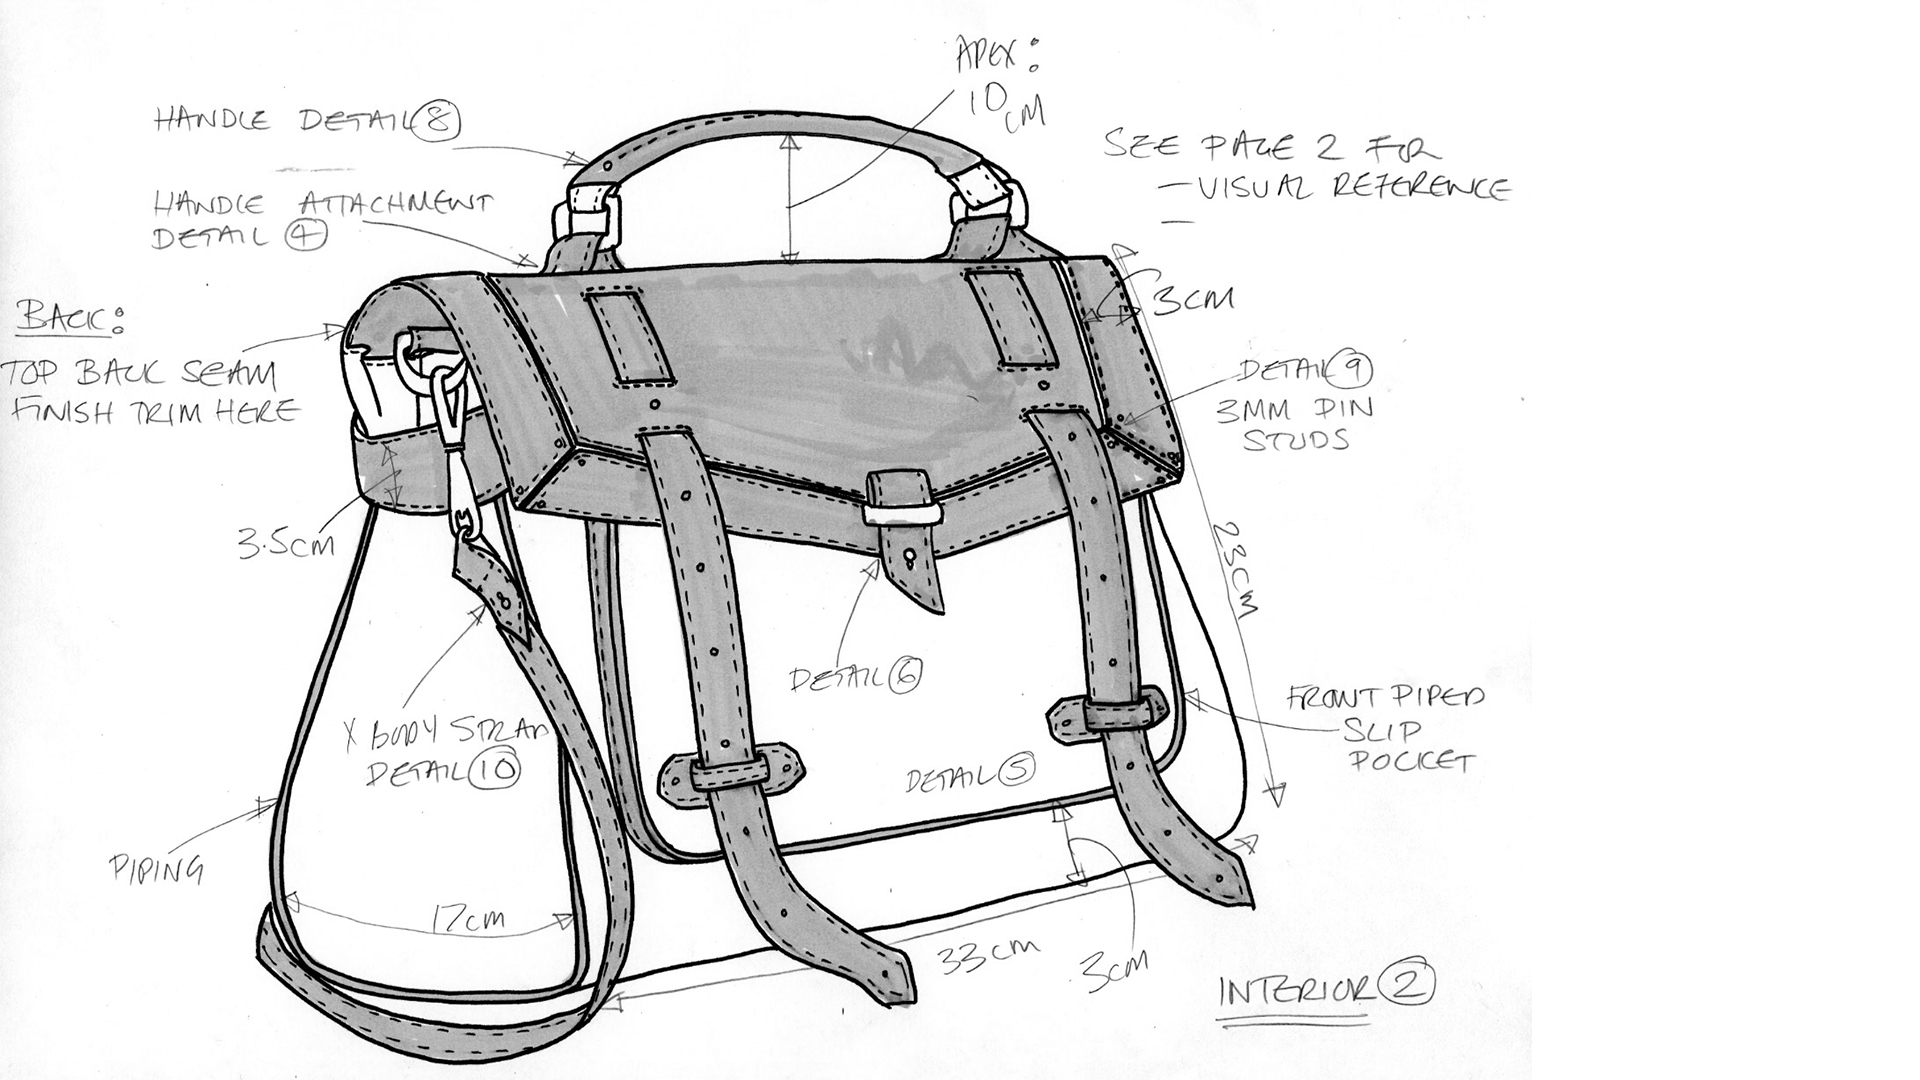 APEX:
10
CM
HANDLE DETAIL 8
HANDLE ATTACHMENT
DETAIL 4
SEE PAGE 2 FOR
— VISUAL REFERENCE
—
BACK:
TOP BACK SEAM
FINISH TRIM HERE
3cm
DETAIL 9
3MM DIN
STUDS
3.5cm
23cm
DETAIL 6
X BODY STRAP
DETAIL 10
FRONT PIPED
SLIP
POCKET
DETAIL 5
PIPING
17cm
33cm
3cm
INTERIOR 2